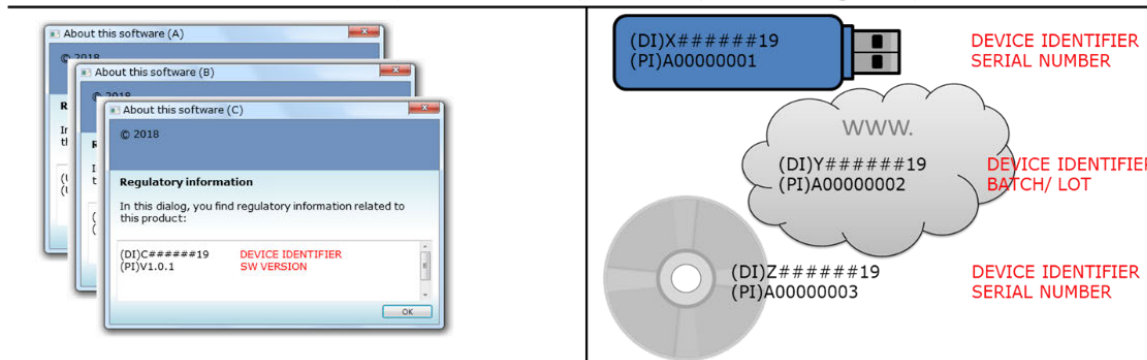 About this software (A)
© 2018
About this software (B)
About this software (C)
© 2018
Regulatory information
In this dialog, you find regulatory information related to
this product:
(DI)C######19 DEVICE IDENTIFIER
(PI)V1.0.1 SW VERSION
OK
(DI)X######19 DEVICE IDENTIFIER
(PI)A00000001 SERIAL NUMBER
WWW.
(DI)Y######19 DEVICE IDENTIFIER
(PI)A00000002 BATCH/ LOT
(DI)Z######19 DEVICE IDENTIFIER
(PI)A00000003 SERIAL NUMBER